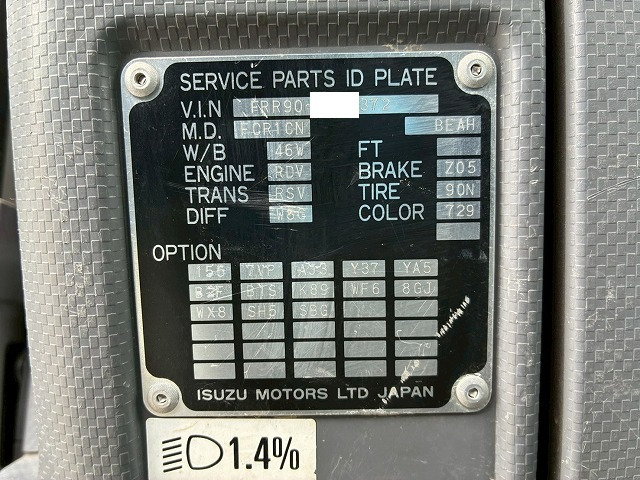 SERVICE PARTS ID PLATE
V.I.N FRR90- 372
M.D. FCR1CN BEAH
W/B 46W FT
ENGINE RDV BRAKE Z05
TRANS RSV TIRE 90N
DIFF COLOR 729
OPTION
155 Y37 YA5
BYS K89 WF6 8GJ
WX8 SH5 SBG
ISUZU MOTORS LTD JAPAN
1.4%